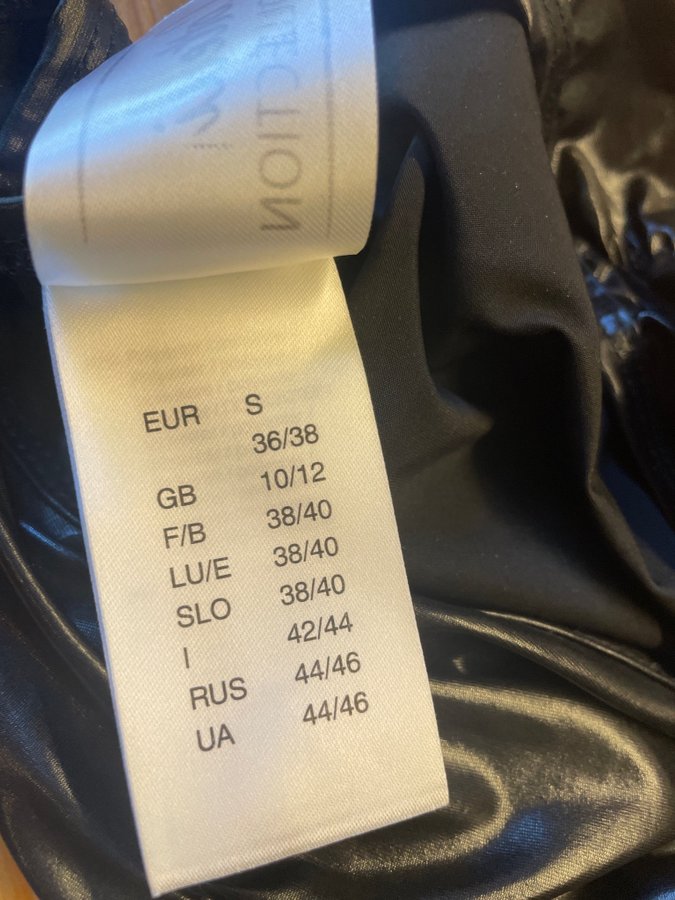 EUR S
36/38
GB 10/12
F/B 38/40
LU/E 38/40
SLO 38/40
I 42/44
RUS 44/46
UA 44/46